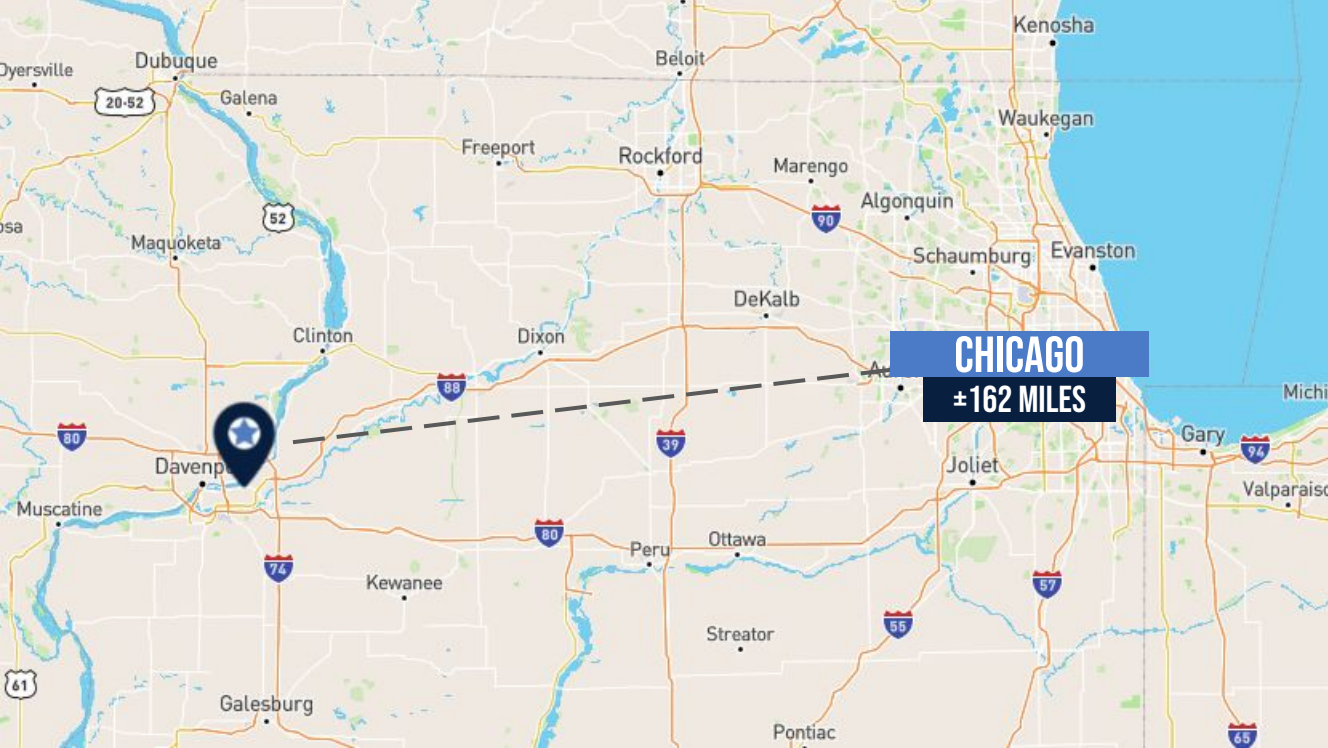 Kenosha
Dubuque
Beloit
Dyersville
20-52
Galena
Waukegan
Freeport
Rockford
Marengo
Algonquin
52
90
osa
Maquoketa
Schaumburg
Evanston
DeKalb
Clinton
Dixon
CHICAGO
Au
88
±162 MILES
Michi
80
39
Gary
94
Davenp
Joliet
Valparaiso
Muscatine
80
Ottawa
Peru
74
Kewanee
57
55
Streator
61
Galesburg
Pontiac
65